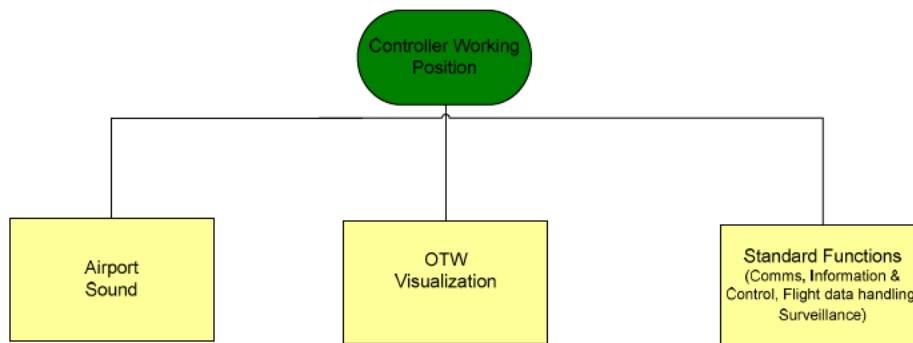 Controller Working
Position
Airport
Sound
OTW
Visualization
Standard Functions
(Comms, Information &
Control, Flight data handling
Surveillance)